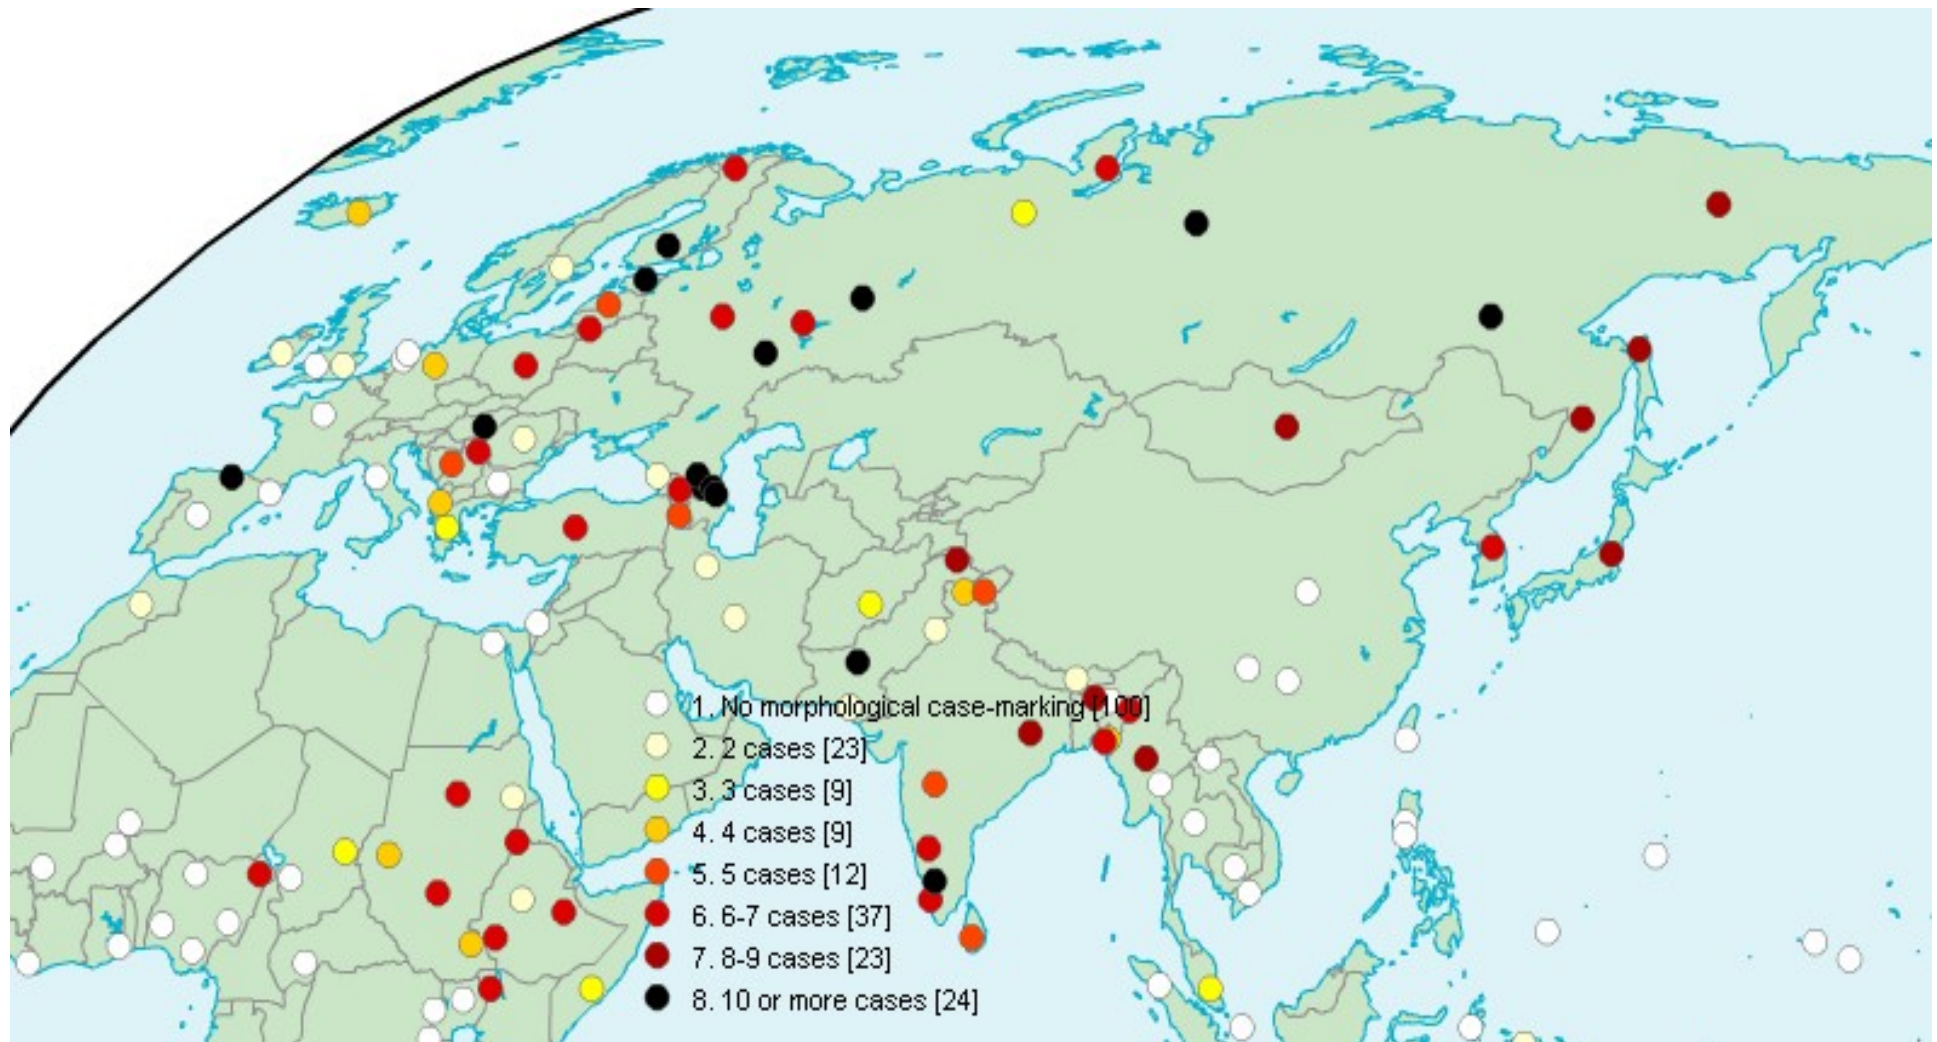 1. No morphological case-marking [100]
2. 2 cases [23]
3. 3 cases [9]
4. 4 cases [9]
5. 5 cases [12]
6. 6-7 cases [37]
7. 8-9 cases [23]
8. 10 or more cases [24]